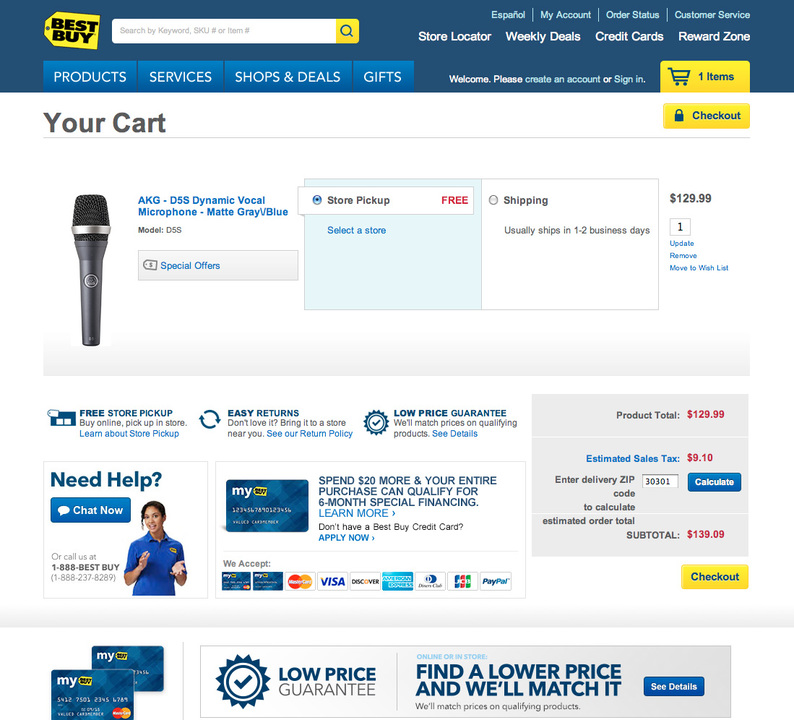 BEST BUY
Search by Keyword, SKU # or Item #
Español My Account Order Status Customer Service
Store Locator Weekly Deals Credit Cards Reward Zone
PRODUCTS SERVICES SHOPS & DEALS GIFTS
Welcome. Please create an account or Sign in.
1 Items
Your Cart
Checkout
AKG - D5S Dynamic Vocal
Microphone - Matte Gray\/Blue
Model: D5S
Special Offers
Store Pickup FREE
Select a store
Shipping
Usually ships in 1-2 business days
$129.99
1
Update
Remove
Move to Wish List
FREE STORE PICKUP
Buy online, pick up in store.
Learn about Store Pickup
EASY RETURNS
Don't love it? Bring it to a store
near you. See our Return Policy
LOW PRICE GUARANTEE
We'll match prices on qualifying
products. See Details
Product Total: $129.99
Estimated Sales Tax: $9.10
Enter delivery ZIP
code
to calculate
estimated order total
30301
Calculate
SUBTOTAL: $139.09
Checkout
Need Help?
Chat Now
Or call us at
1-888-BEST BUY
(1-888-237-8289)
my BEST BUY
1234567890123456
VALUED CARDMEMBER
SPEND $20 MORE & YOUR ENTIRE
PURCHASE CAN QUALIFY FOR
6-MONTH SPECIAL FINANCING.
LEARN MORE ›
Don't have a Best Buy Credit Card?
APPLY NOW ›
We Accept:
my my MasterCard VISA DISCOVER AMERICAN EXPRESS Diners Club JCB PayPal
my BEST BUY
3456
my BEST BUY
5412 7501 2345 6789
VALUED CARDMEMBER
MasterCard
LOW PRICE
GUARANTEE
ONLINE OR IN STORE:
FIND A LOWER PRICE
AND WE'LL MATCH IT
We'll match prices on qualifying products.
See Details